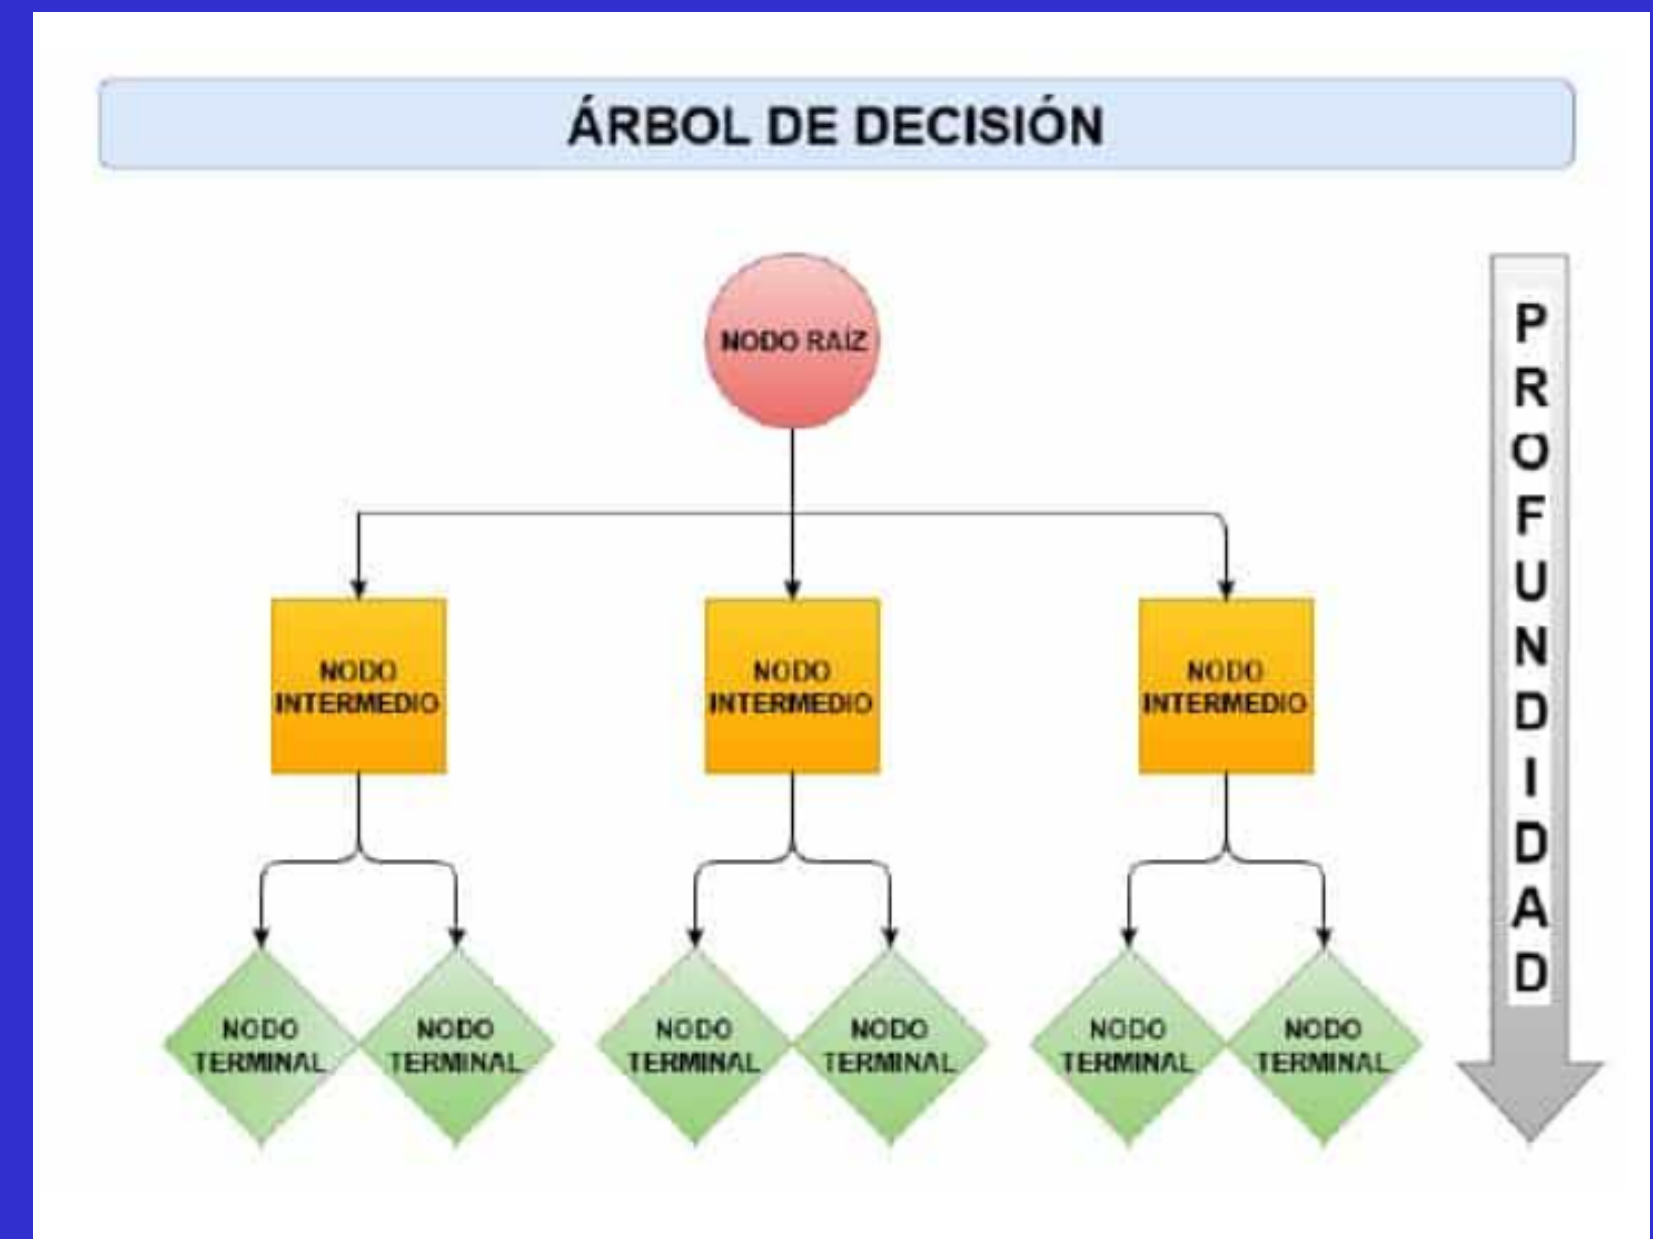 ÁRBOL DE DECISIÓN
NODO RAÍZ
NODO
INTERMEDIO
NODO
INTERMEDIO
NODO
INTERMEDIO
NODO
TERMINAL
NODO
TERMINAL
NODO
TERMINAL
NODO
TERMINAL
NODO
TERMINAL
NODO
TERMINAL
P
R
O
F
U
N
D
I
D
A
D